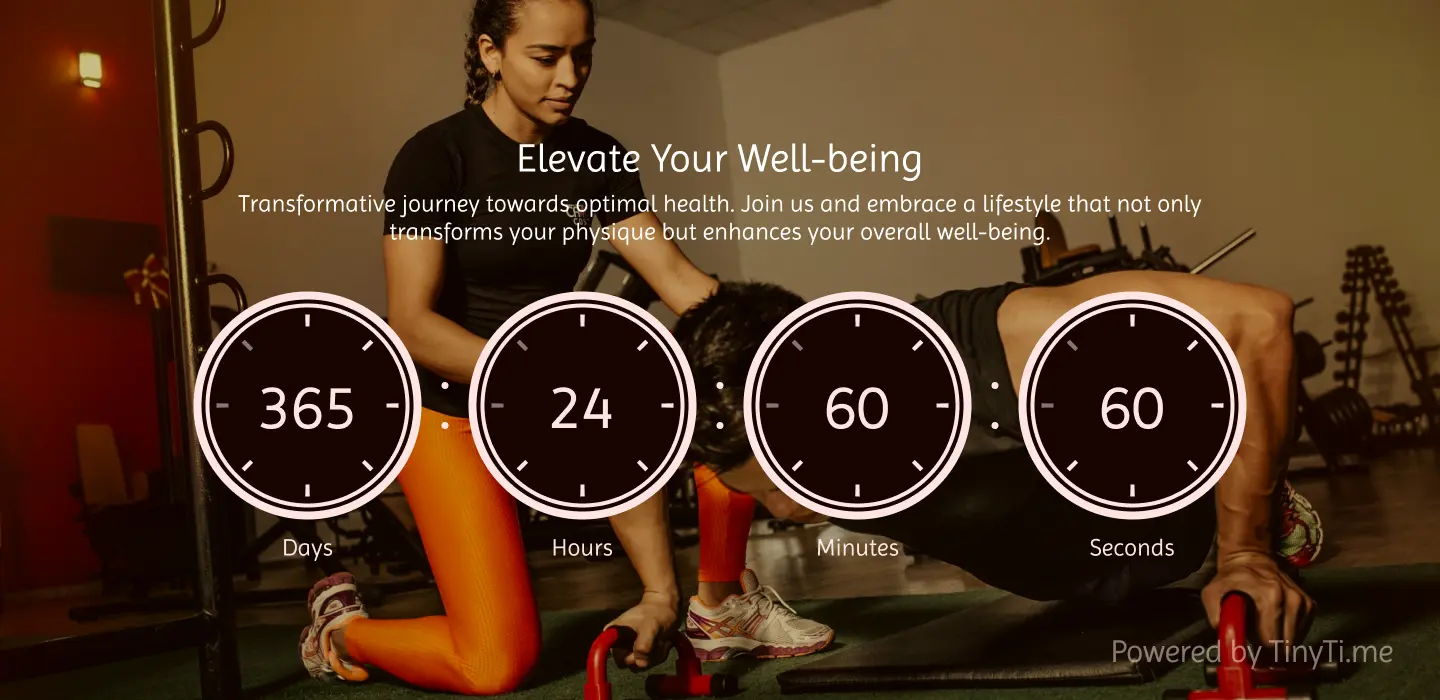 Elevate Your Well-being
Transformative journey towards optimal health. Join us and embrace a lifestyle that not only
transforms your physique but enhances your overall well-being.
365 : 24 : 60 : 60
Days Hours Minutes Seconds
Powered by TinyTi.me